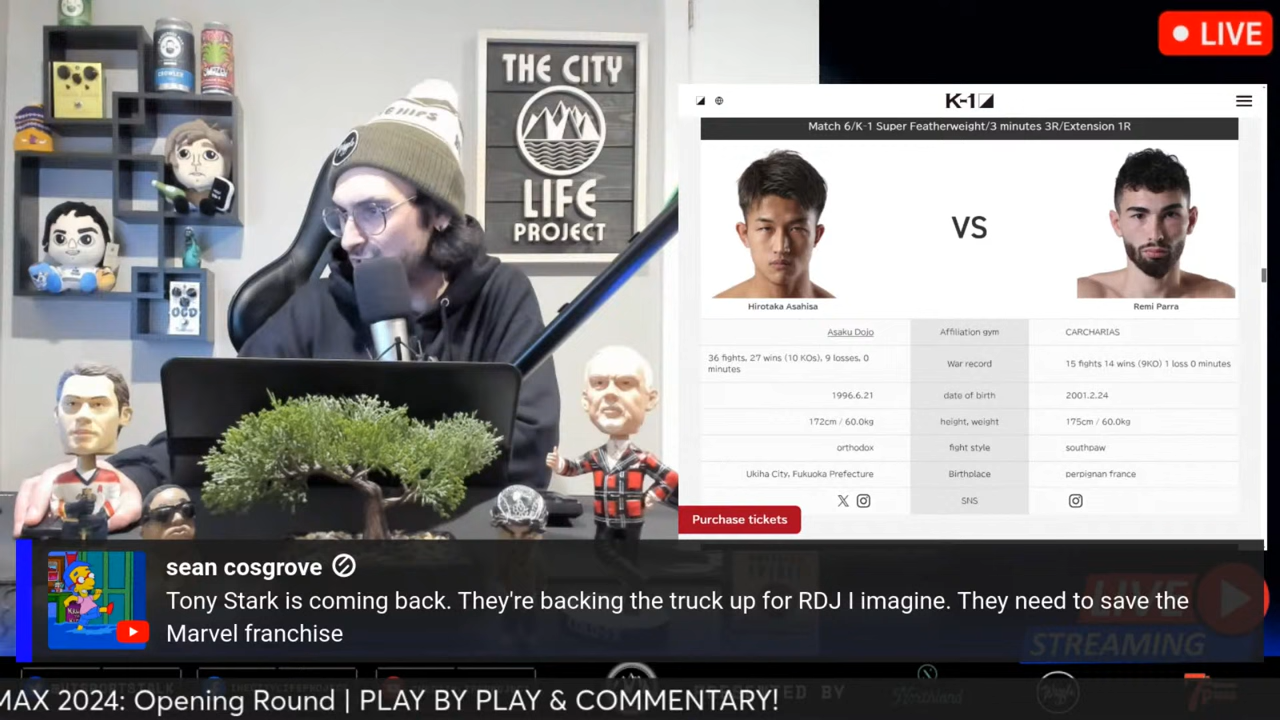 LIVE
THE CITY
LIFE
PROJECT
K-1
Match 6/K-1 Super Featherweight/3 minutes 3R/Extension 1R
VS
Hirotaka Asahisa
Remi Parra
Asaku Dojo
Affiliation gym
CARCHARIAS
36 fights, 27 wins (10 KOs), 9 losses, 0
minutes
War record
15 fights 14 wins (9KO) 1 loss 0 minutes
1996.6.21
date of birth
2001.2.24
172cm / 60.0kg
height, weight
175cm / 60.0kg
orthodox
fight style
southpaw
Ukiha City, Fukuoka Prefecture
Birthplace
perpignan france
SNS
Purchase tickets
OCD
sean cosgrove
Tony Stark is coming back. They're backing the truck up for RDJ I imagine. They need to save the
Marvel franchise
LIVE
STREAMING
MAX 2024: Opening Round | PLAY BY PLAY & COMMENTARY!